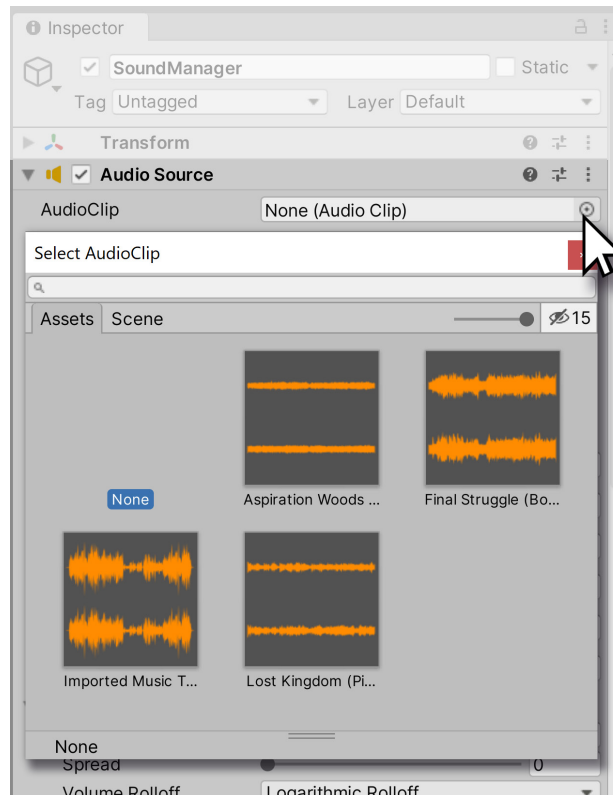 Inspector
SoundManager Static
Tag Untagged Layer Default
Transform
Audio Source
AudioClip None (Audio Clip)
Select AudioClip
Assets Scene 15
None Aspiration Woods ... Final Struggle (Bo...
Imported Music T... Lost Kingdom (Pi...
None
Spread 0
Volume Rolloff Logarithmic Rolloff